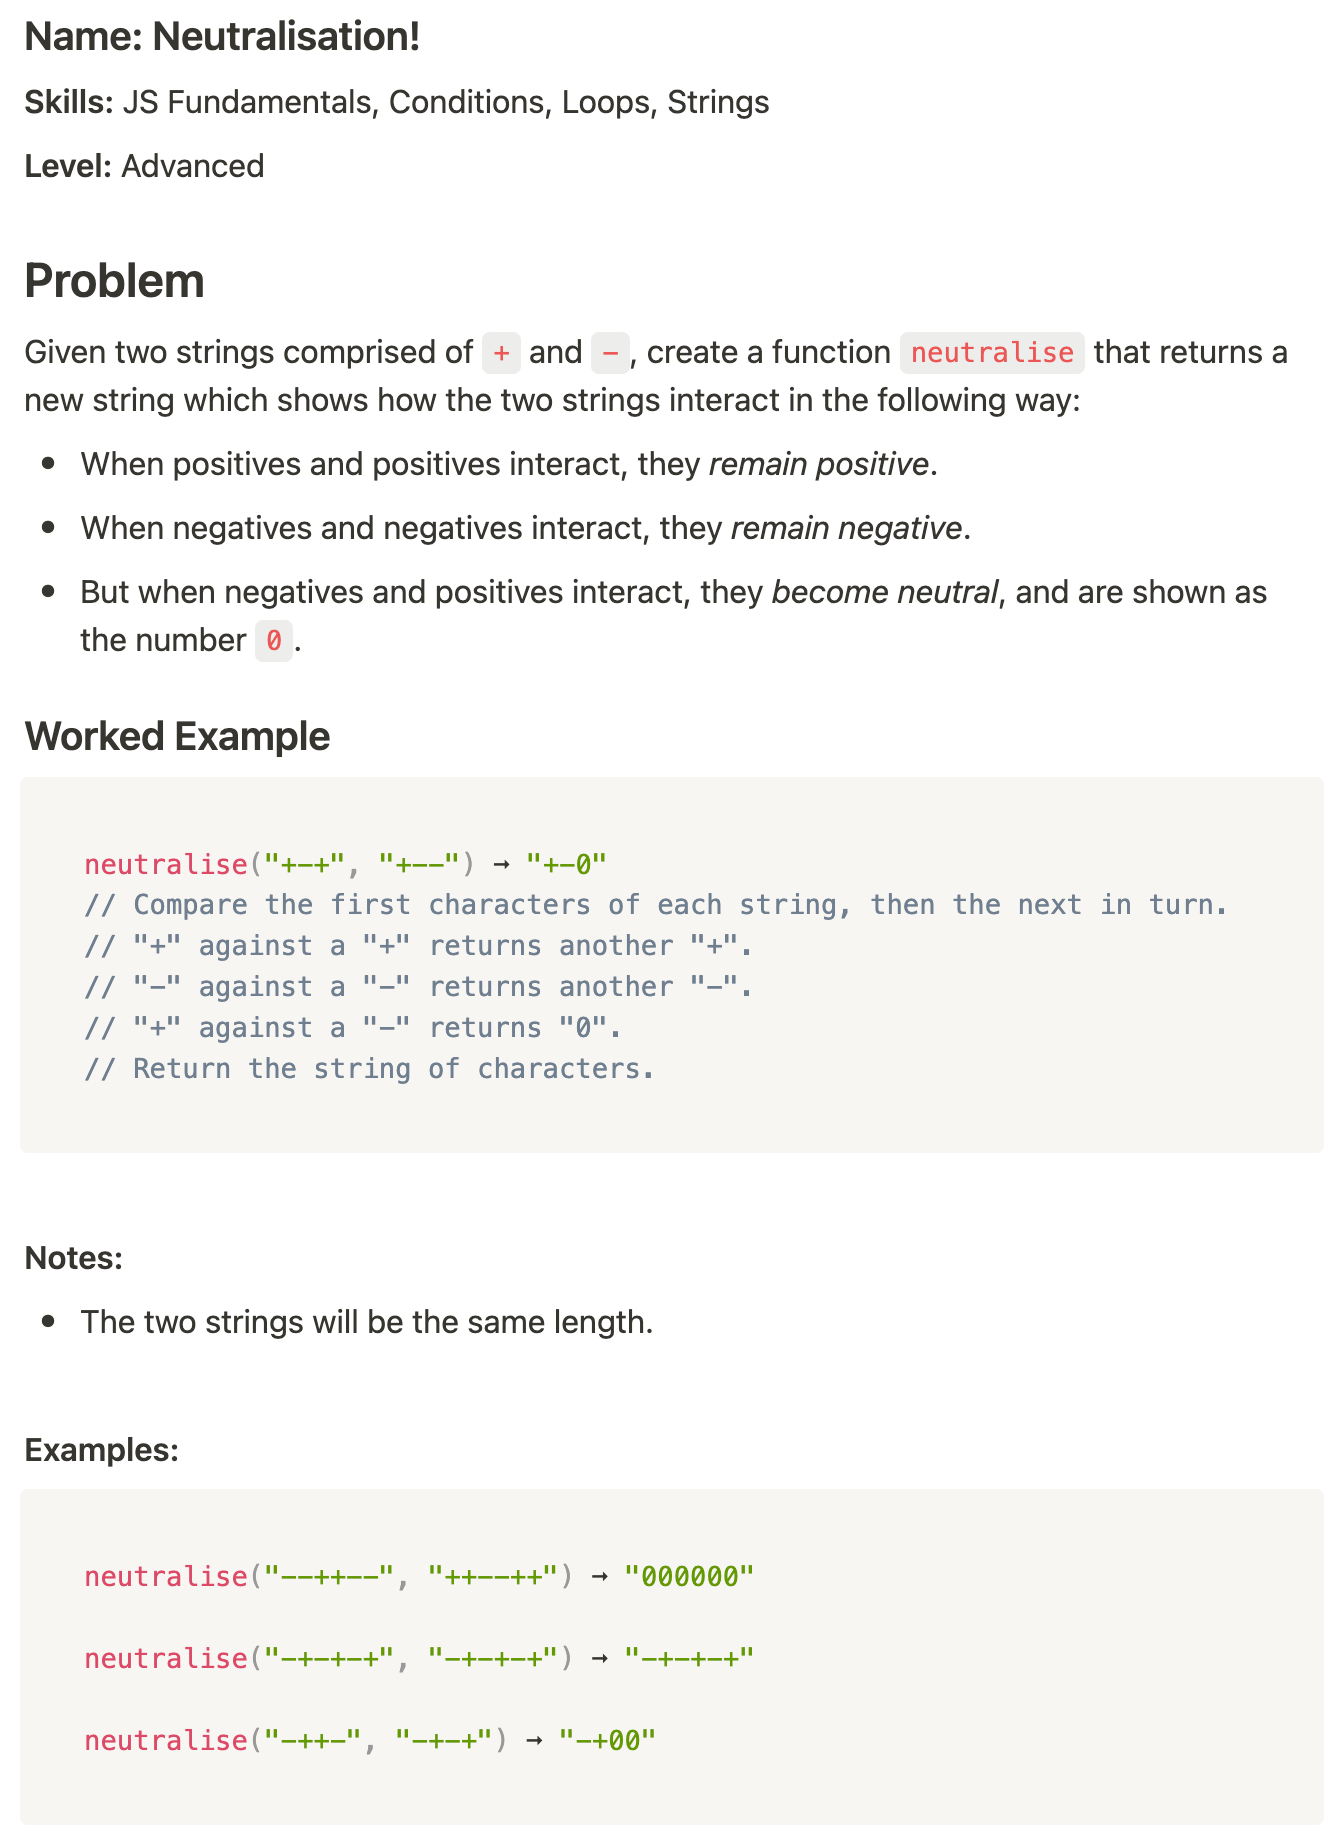 Name: Neutralisation!
Skills: JS Fundamentals, Conditions, Loops, Strings
Level: Advanced
Problem
Given two strings comprised of + and -, create a function neutralise that returns a
new string which shows how the two strings interact in the following way:
• When positives and positives interact, they remain positive.
• When negatives and negatives interact, they remain negative.
• But when negatives and positives interact, they become neutral, and are shown as
the number 0.
Worked Example
neutralise("+-+", "+--") ➞ "+-0"
// Compare the first characters of each string, then the next in turn.
// "+" against a "+" returns another "+".
// "-" against a "-" returns another "-".
// "+" against a "-" returns "0".
// Return the string of characters.
Notes:
• The two strings will be the same length.
Examples:
neutralise("--++--", "++--++") ➞ "000000"
neutralise("-+-+-+", "-+-+-+") ➞ "-+-+-+"
neutralise("-++-", "-+-+") ➞ "-+00"